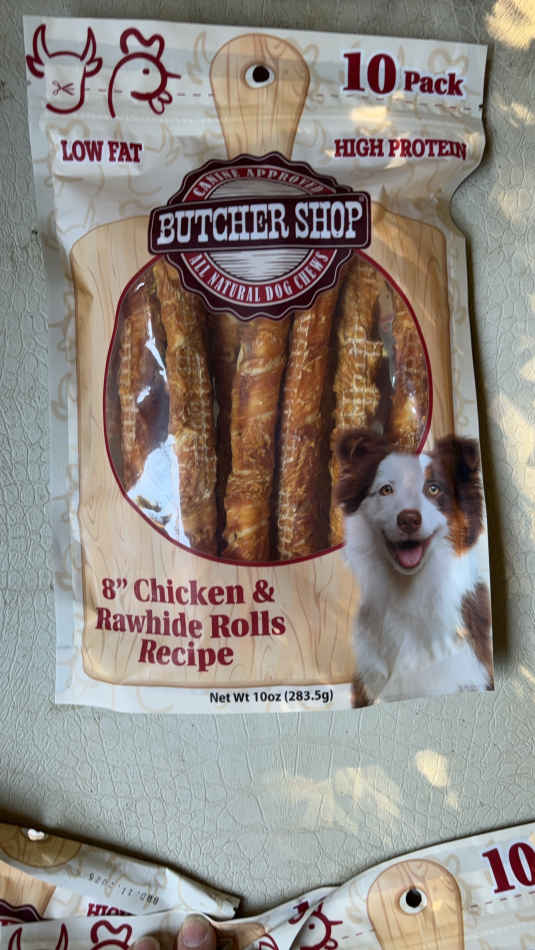 10 Pack
LOW FAT
HIGH PROTEIN
CANINE APPROVED
BUTCHER SHOP
ALL NATURAL DOG CHEWS
8” Chicken &
Rawhide Rolls
Recipe
Net Wt 10oz (283.5g)
10